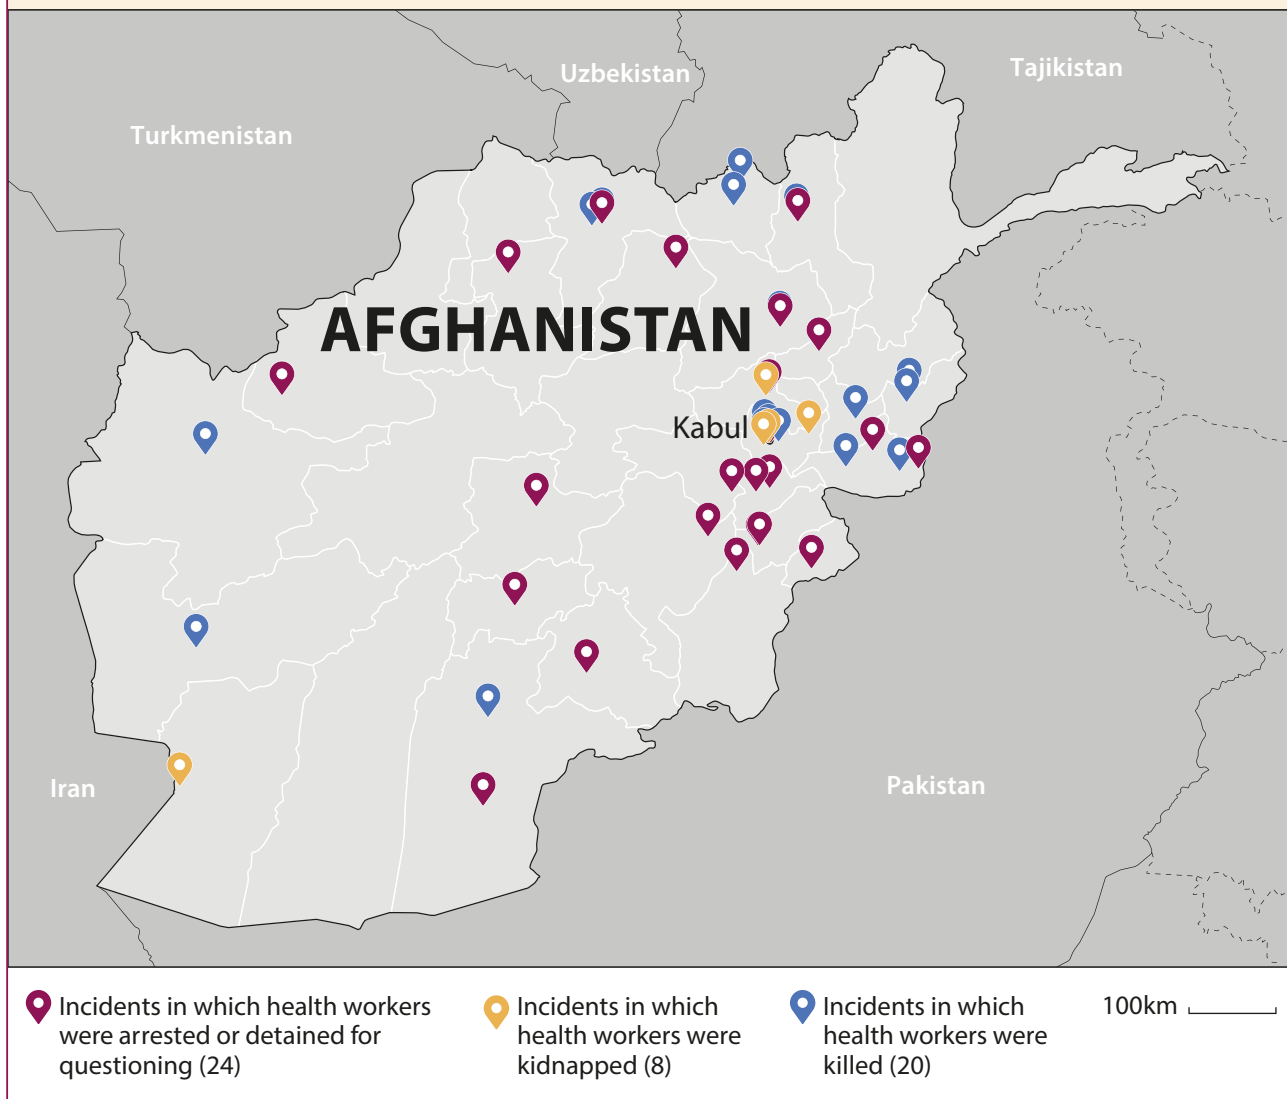 Uzbekistan
Tajikistan
Turkmenistan
AFGHANISTAN
Kabul
Iran
Pakistan
Incidents in which health workers
were arrested or detained for
questioning (24)
Incidents in which
health workers were
kidnapped (8)
Incidents in which
health workers were
killed (20)
100km